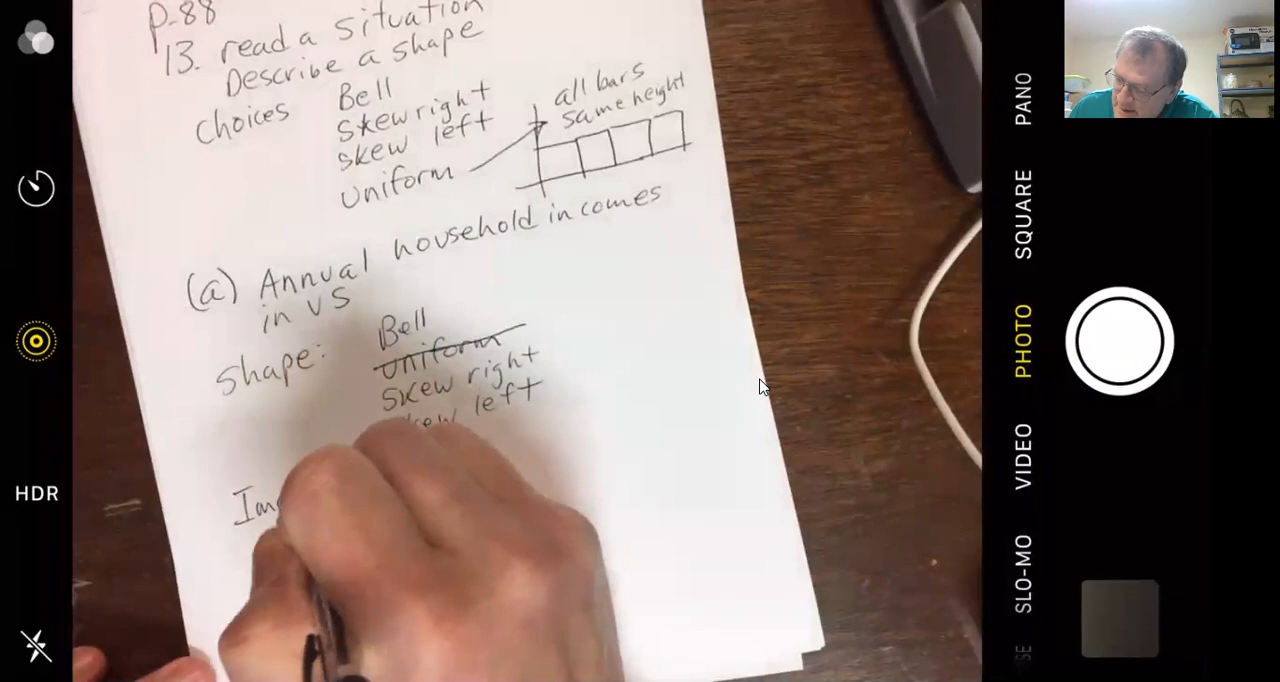 p.88
13. read a situation
Describe a shape
choices
Bell
skew right
skew left
uniform
all bars
same height
(a) Annual household incomes
in US
shape:
Bell
uniform
skew right
left
HDR
PANO
SQUARE
PHOTO
VIDEO
SLO-MO